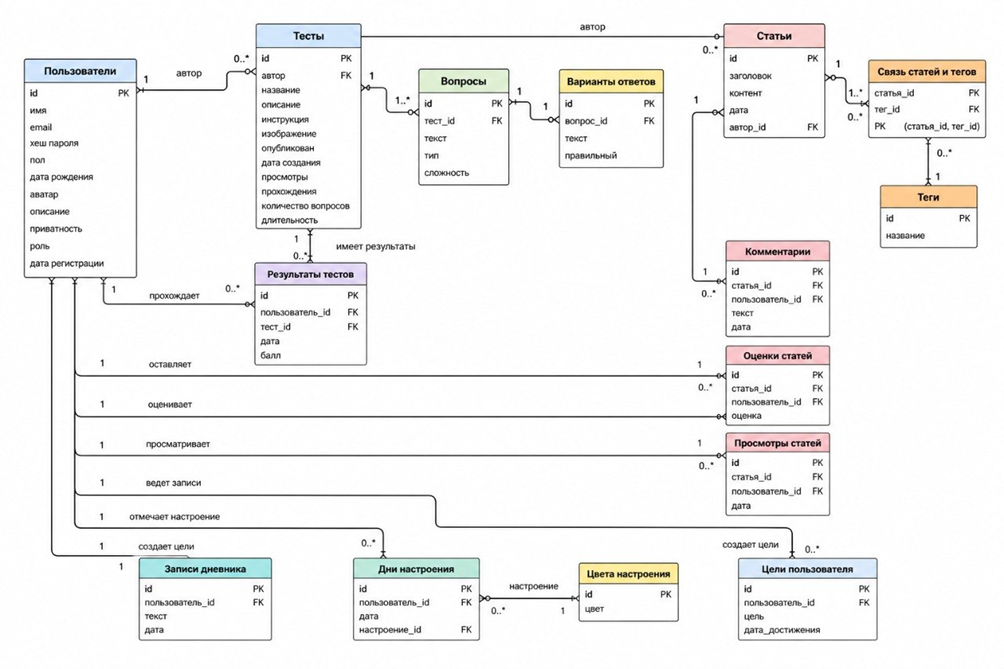 автор
Тесты
id PK
автор FK
название
описание
инструкция
изображение
опубликован
дата создания
просмотры
прохождения
количество вопросов
длительность
Статьи
id PK
заголовок
контент
дата
автор_id FK
0..*
Пользователи
id PK
имя
email
хеш пароля
пол
дата рождения
аватар
описание
приватность
роль
дата регистрации
1
автор
0..*
1
1..*
Вопросы
id PK
тест_id FK
текст
тип
сложность
1
1
Варианты ответов
id PK
вопрос_id FK
текст
правильный
1
1..*
0..*
Связь статей и тегов
статья_id PK
тег_id FK
PK (статья_id, тег_id)
0..*
1
Теги
id PK
название
1
имеет результаты
0..*
Результаты тестов
id PK
пользователь_id FK
тест_id FK
дата
балл
1
прохождает
0..*
1
1
0..*
Комментарии
id PK
статья_id FK
пользователь_id FK
текст
дата
1
оставляет
1
0..*
Оценки статей
id PK
статья_id FK
пользователь_id FK
оценка
1
оценивает
1
просматривает
1
0..*
Просмотры статей
id PK
статья_id FK
пользователь_id FK
дата
1
ведет записи
1
отмечает настроение
0..*
1
создает цели
1
создает цели
0..*
Записи дневника
id PK
пользователь_id FK
текст
дата
Дни настроения
id PK
пользователь_id FK
дата
настроение_id FK
настроение
0..*
1
Цвета настроения
id PK
цвет
Цели пользователя
id PK
пользователь_id FK
цель
дата_достижения